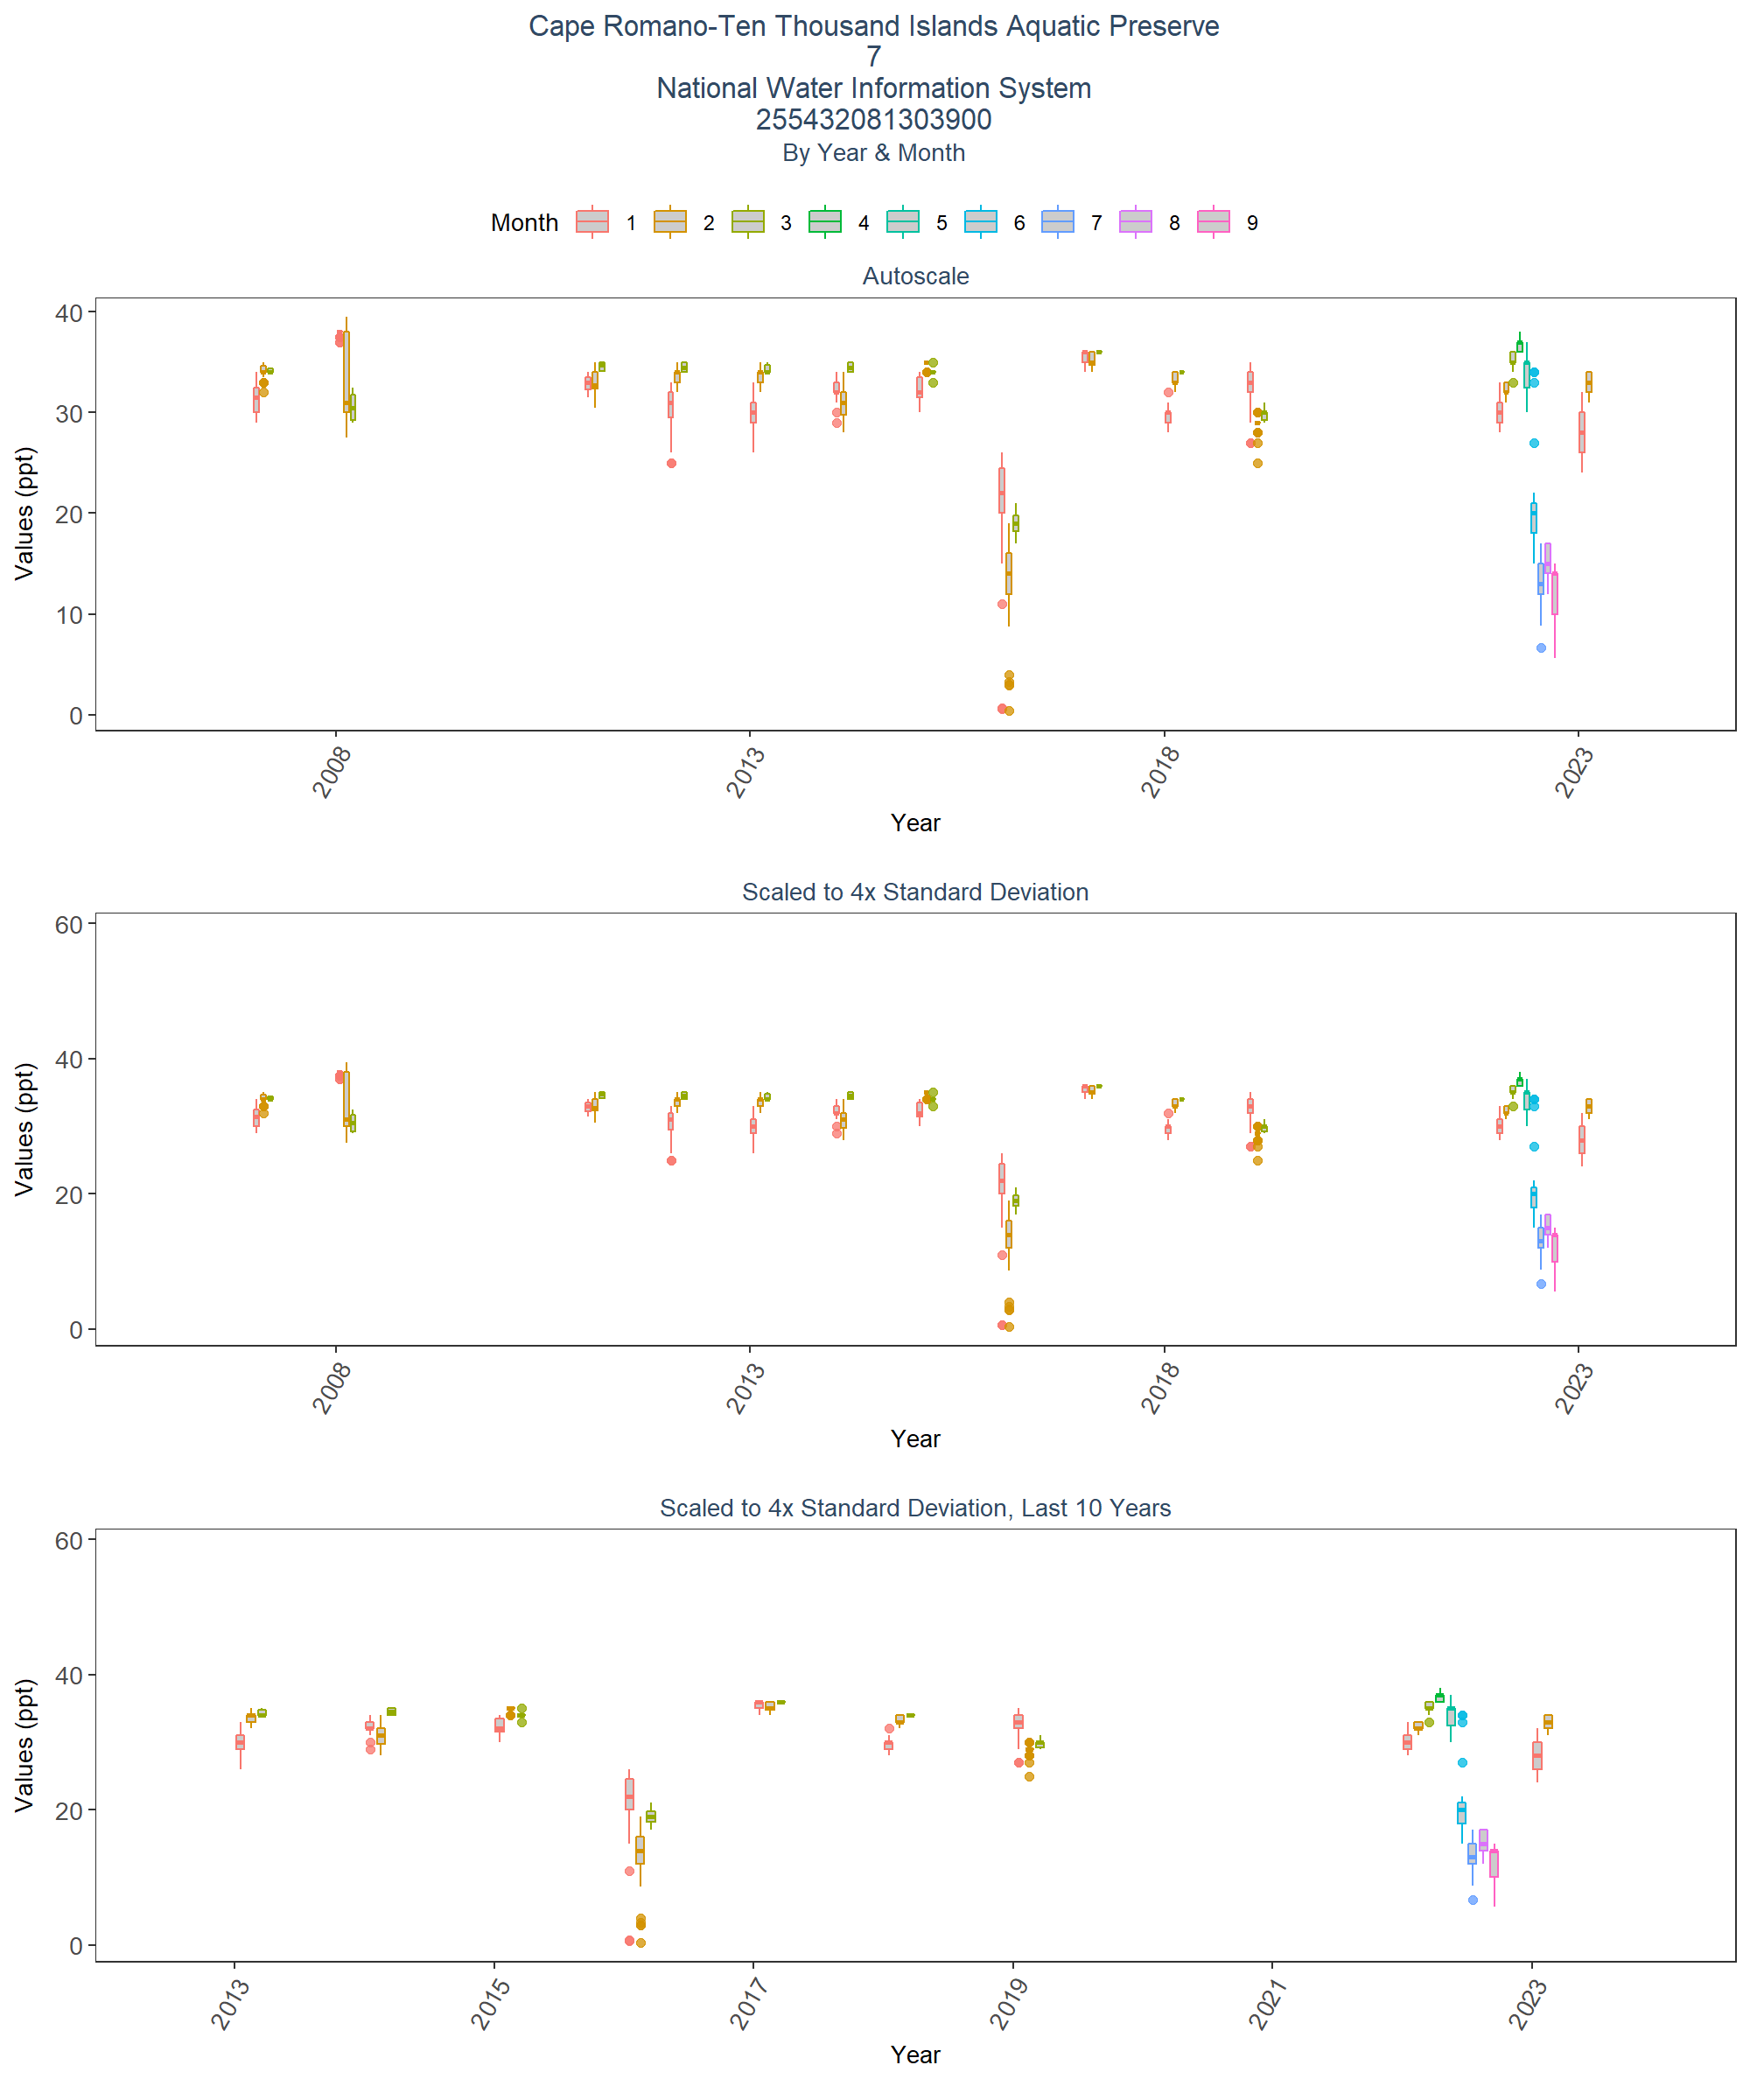 Cape Romano-Ten Thousand Islands Aquatic Preserve
7
National Water Information System
255432081303900
By Year & Month
Month 1 2 3 4 5 6 7 8 9
Autoscale
40
30
20
10
0
Values (ppt)
2008 2013 2018 2023
Year
Scaled to 4x Standard Deviation
60
40
20
0
Values (ppt)
2008 2013 2018 2023
Year
Scaled to 4x Standard Deviation, Last 10 Years
60
40
20
0
Values (ppt)
2013 2015 2017 2019 2021 2023
Year